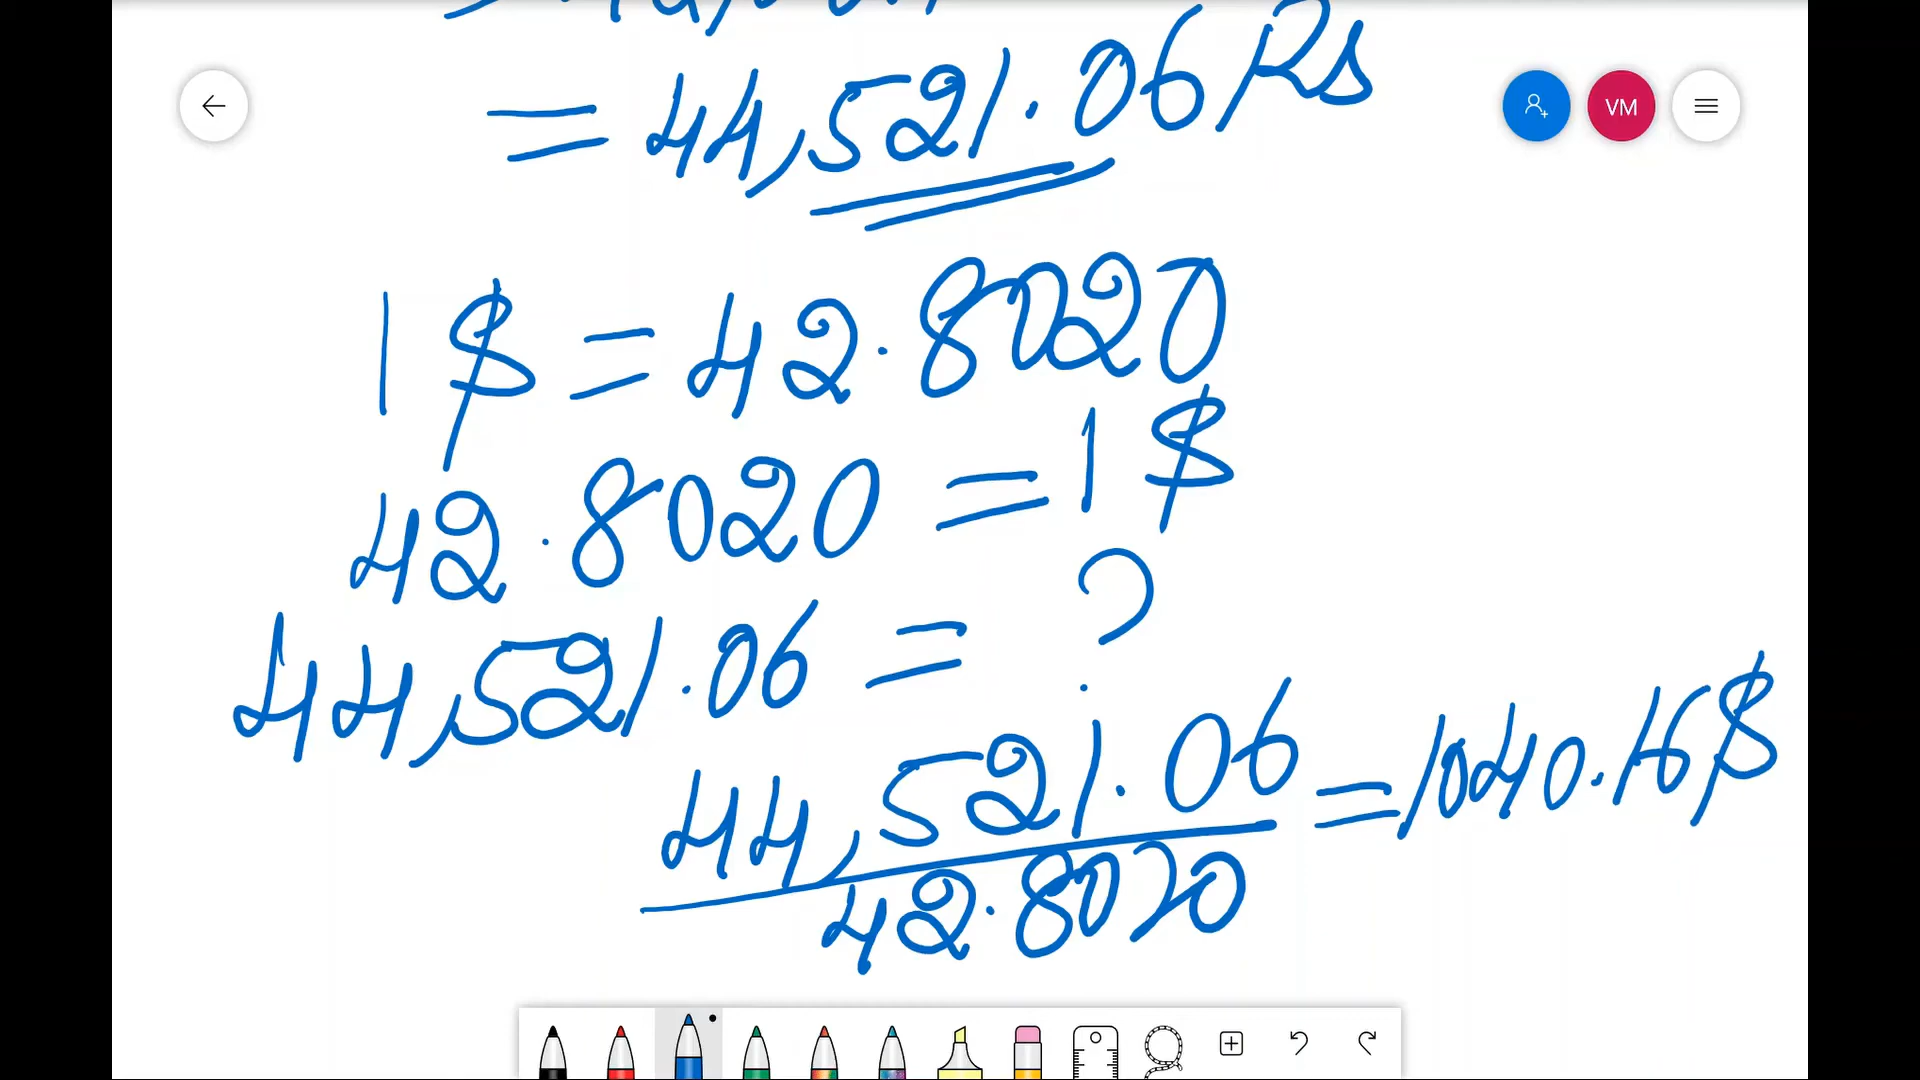 = 44,521.06 Rs
VM
1 $ = 42.8020
42.8020 = 1 $
44,521.06 = ?
44,521.06 = 1040.16 $
42.8020